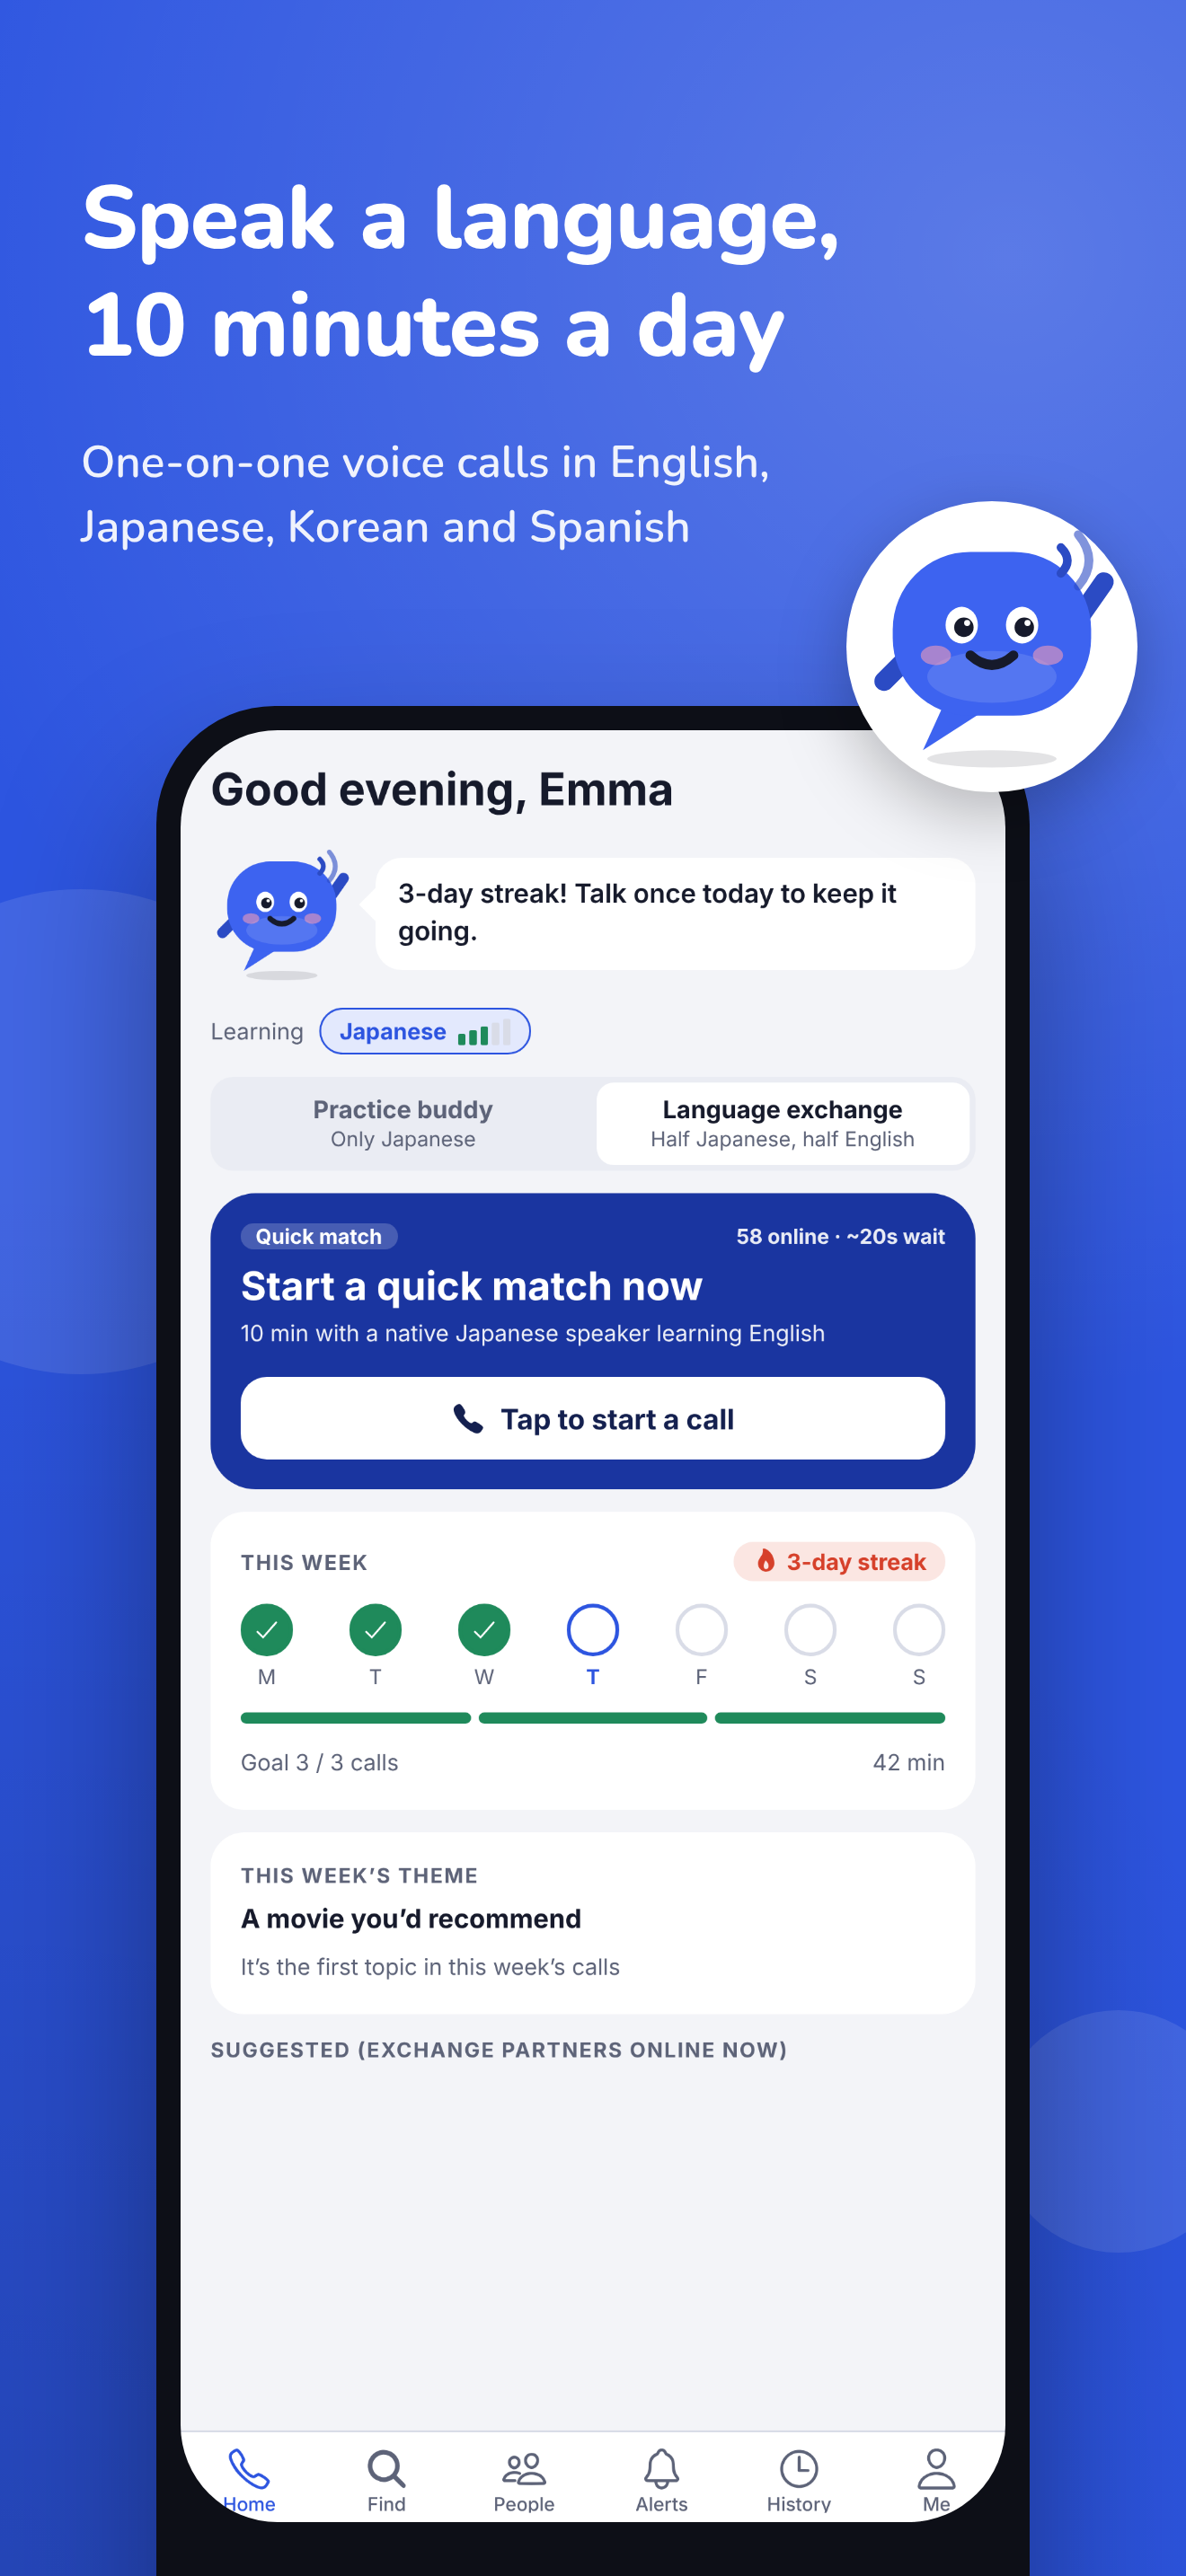 Speak a language,
10 minutes a day
One-on-one voice calls in English,
Japanese, Korean and Spanish
Good evening, Emma
3-day streak! Talk once today to keep it
going.
Learning Japanese
Practice buddy
Only Japanese
Language exchange
Half Japanese, half English
Quick match
58 online · ~20s wait
Start a quick match now
10 min with a native Japanese speaker learning English
Tap to start a call
THIS WEEK
3-day streak
M T W T F S S
Goal 3 / 3 calls
42 min
THIS WEEK’S THEME
A movie you’d recommend
It’s the first topic in this week’s calls
SUGGESTED (EXCHANGE PARTNERS ONLINE NOW)
Home Find People Alerts History Me